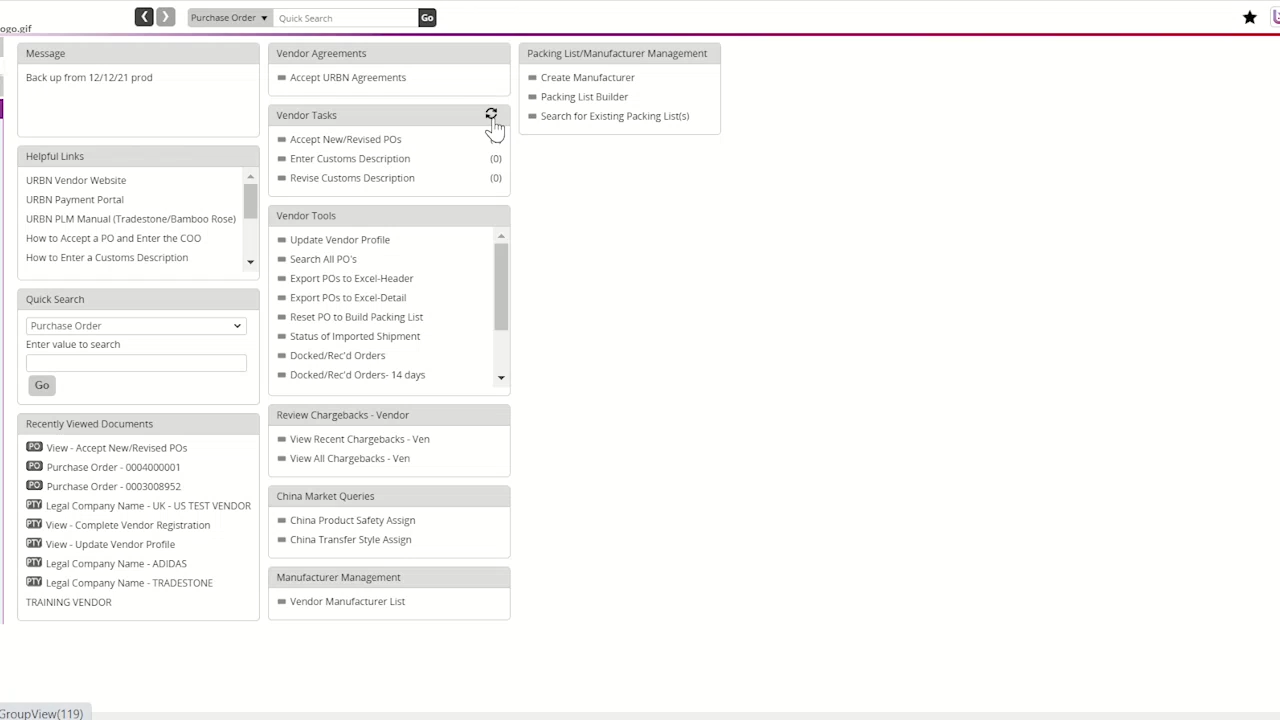 ogo.gif
Purchase Order
Quick Search
Go
Message
Back up from 12/12/21 prod
Helpful Links
URBN Vendor Website
URBN Payment Portal
URBN PLM Manual (Tradestone/Bamboo Rose)
How to Accept a PO and Enter the COO
How to Enter a Customs Description
Quick Search
Purchase Order
Enter value to search
Go
Recently Viewed Documents
PO View - Accept New/Revised POs
PO Purchase Order - 0004000001
PO Purchase Order - 0003008952
PTY Legal Company Name - UK - US TEST VENDOR
PTY View - Complete Vendor Registration
PTY View - Update Vendor Profile
PTY Legal Company Name - ADIDAS
PTY Legal Company Name - TRADESTONE
TRAINING VENDOR
Vendor Agreements
Accept URBN Agreements
Vendor Tasks
Accept New/Revised POs
Enter Customs Description (0)
Revise Customs Description (0)
Vendor Tools
Update Vendor Profile
Search All PO's
Export POs to Excel-Header
Export POs to Excel-Detail
Reset PO to Build Packing List
Status of Imported Shipment
Docked/Rec'd Orders
Docked/Rec'd Orders- 14 days
Review Chargebacks - Vendor
View Recent Chargebacks - Ven
View All Chargebacks - Ven
China Market Queries
China Product Safety Assign
China Transfer Style Assign
Manufacturer Management
Vendor Manufacturer List
Packing List/Manufacturer Management
Create Manufacturer
Packing List Builder
Search for Existing Packing List(s)
GroupView(119)